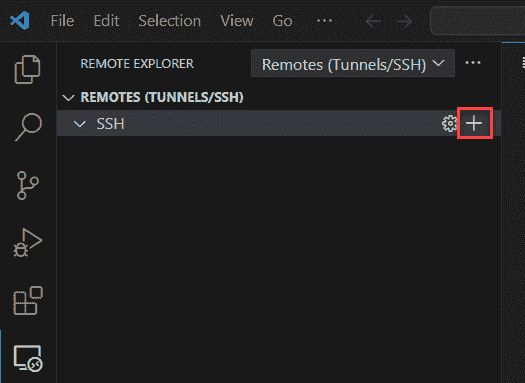 File Edit Selection View Go ···
REMOTE EXPLORER Remotes (Tunnels/SSH) ···
REMOTES (TUNNELS/SSH)
SSH